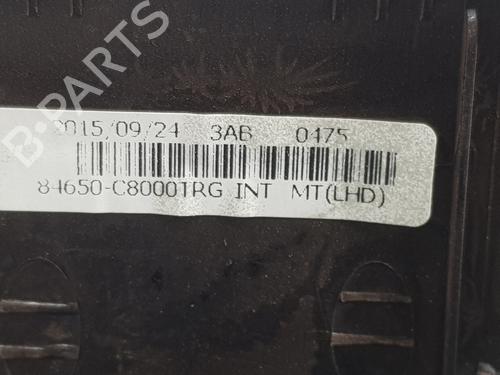 B-PARTS
2015/09/24 3AB 0475
84650-C8000TRG INT MT(LHD)